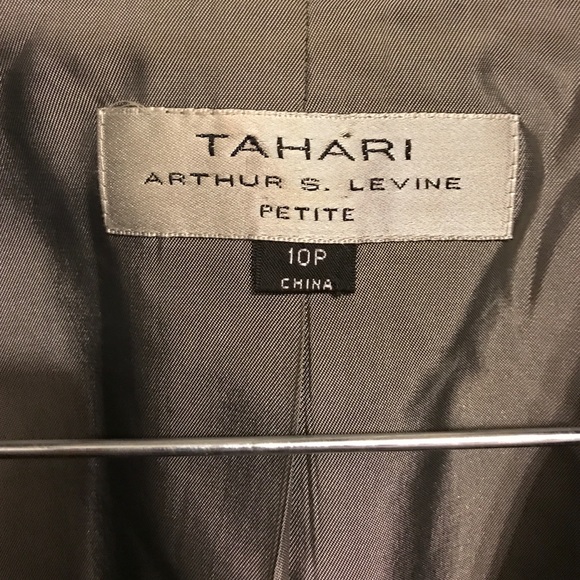 TAHÁRI
ARTHUR S. LEVINE
PETITE
10P
CHINA